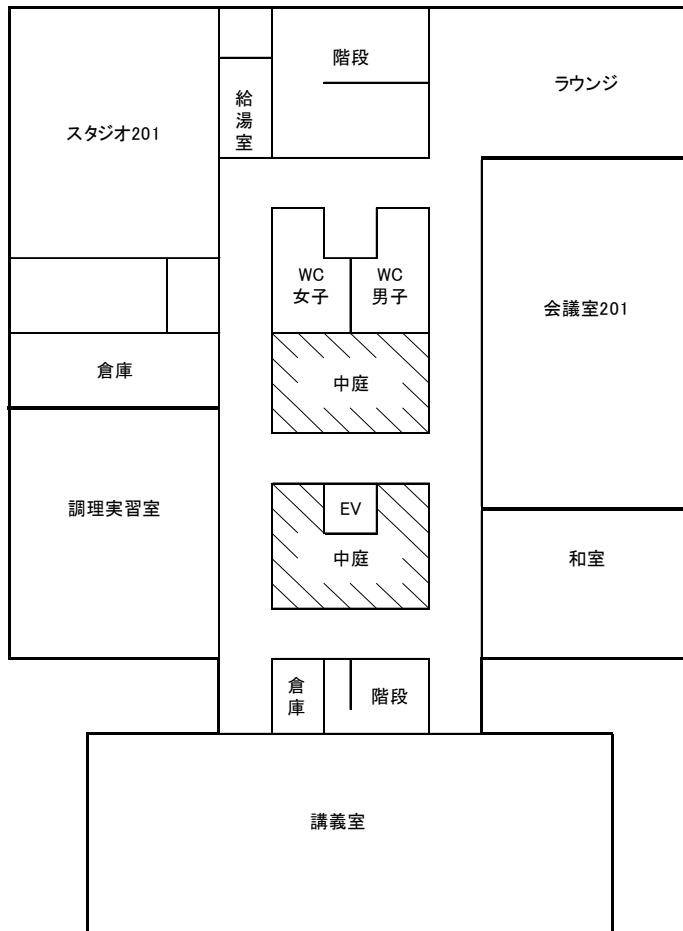 階段
ラウンジ
給湯室
スタジオ201
WC
女子
WC
男子
会議室201
倉庫
中庭
調理実習室
EV
中庭
和室
倉庫
階段
講義室